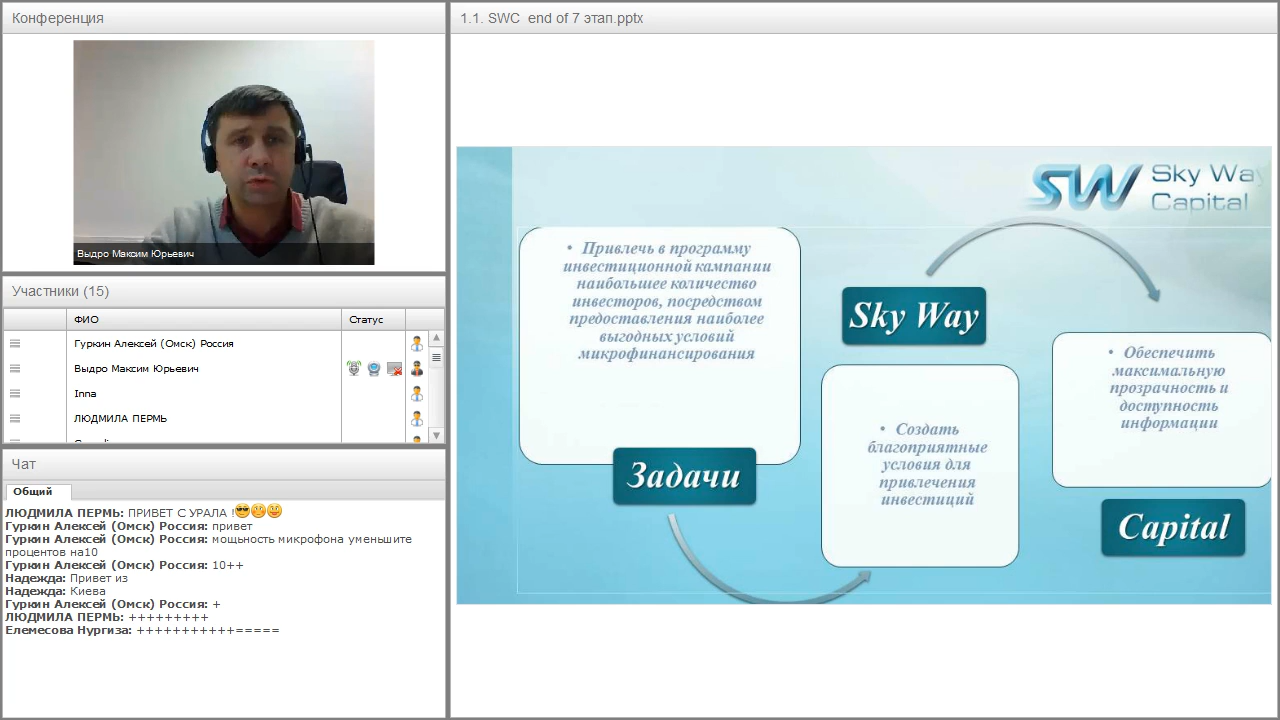 Конференция
Выдро Максим Юрьевич
Участники (15)
ФИО
Статус
Гуркин Алексей (Омск) Россия
Выдро Максим Юрьевич
Inna
ЛЮДМИЛА ПЕРМЬ
Чат
Общий
ЛЮДМИЛА ПЕРМЬ: ПРИВЕТ С УРАЛА !
Гуркин Алексей (Омск) Россия: привет
Гуркин Алексей (Омск) Россия: мощьность микрофона уменьшите
процентов на10
Гуркин Алексей (Омск) Россия: 10++
Надежда: Привет из
Надежда: Киева
Гуркин Алексей (Омск) Россия: +
ЛЮДМИЛА ПЕРМЬ: +++++++++
Елемесова Нургиза: +++++++++++=====
1.1. SWC end of 7 этап.pptx
SW Sky Way
Capital
• Привлечь в программу
инвестиционной кампании
наибольшее количество
инвесторов, посредством
предоставления наиболее
выгодных условий
микрофинансирования
Задачи
Sky Way
• Создать
благоприятные
условия для
привлечения
инвестиций
• Обеспечить
максимальную
прозрачность и
доступность
информации
Capital